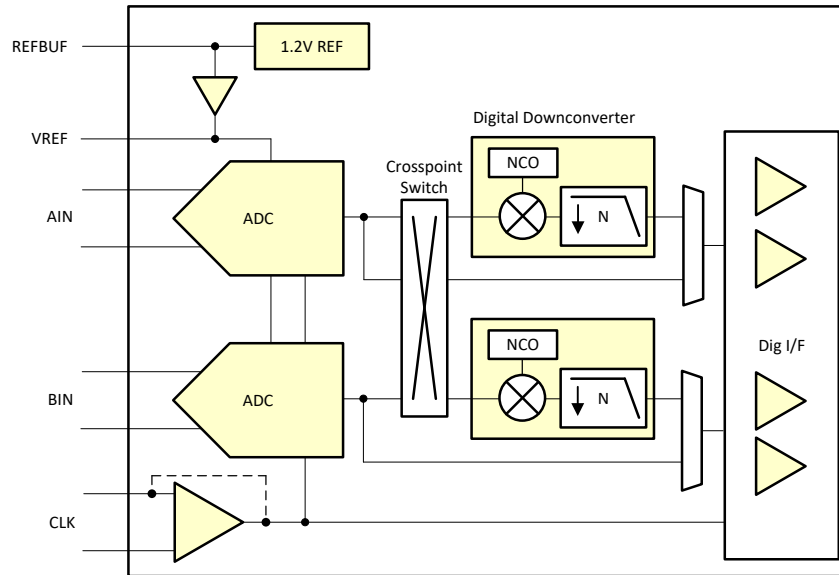 REFBUF
1.2V REF
VREF
Digital Downconverter
NCO
Crosspoint
Switch
AIN
ADC
N
NCO
Dig I/F
BIN
ADC
N
CLK